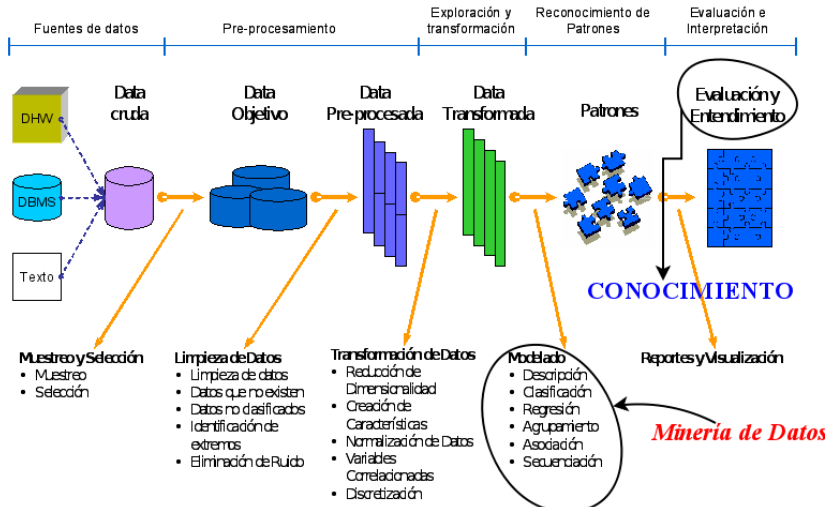 Fuentes de datos
Pre-procesamiento
Exploración y
transformación
Reconocimiento de
Patrones
Evaluación e
Interpretación
Data
cruda
Data
Objetivo
Data
Pre-procesada
Data
Transformada
Patrones
Evaluación y
Entendimiento
DHW
DBMS
Texto
CONOCIMIENTO
Muestreo y Selección
• Muestreo
• Selección
Limpieza de Datos
• Limpieza de datos
• Datos que no existen
• Datos no clasificados
• Identificación de
extremos
• Eliminación de Ruido
Transformación de Datos
• Reducción de
Dimensionalidad
• Creación de
Características
• Normalización de Datos
• Variables
Correlacionadas
• Discretización
Modelado
• Descripción
• Clasificación
• Regresión
• Agrupamiento
• Asociación
• Secuenciación
Reportes y Visualización
Minería de Datos